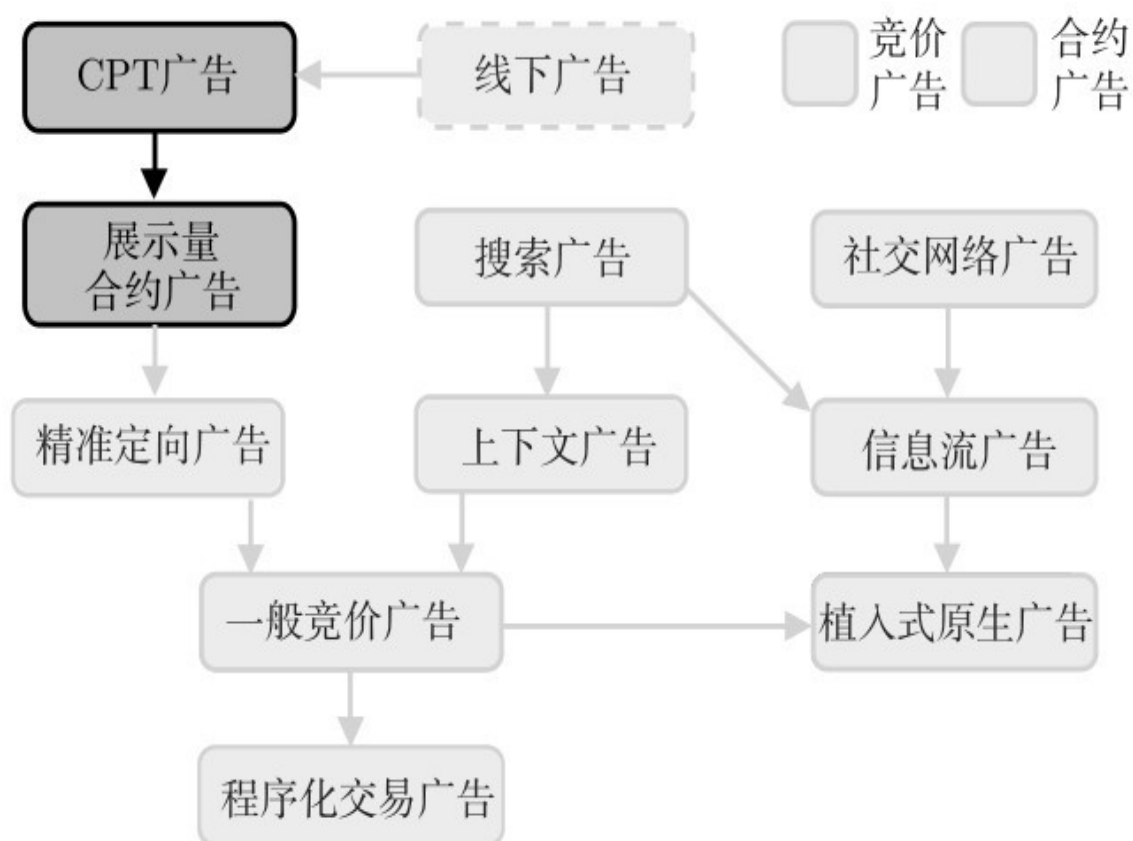 CPT广告
线下广告
竞价
广告
合约
广告
展示量
合约广告
搜索广告
社交网络广告
精准定向广告
上下文广告
信息流广告
一般竞价广告
植入式原生广告
程序化交易广告